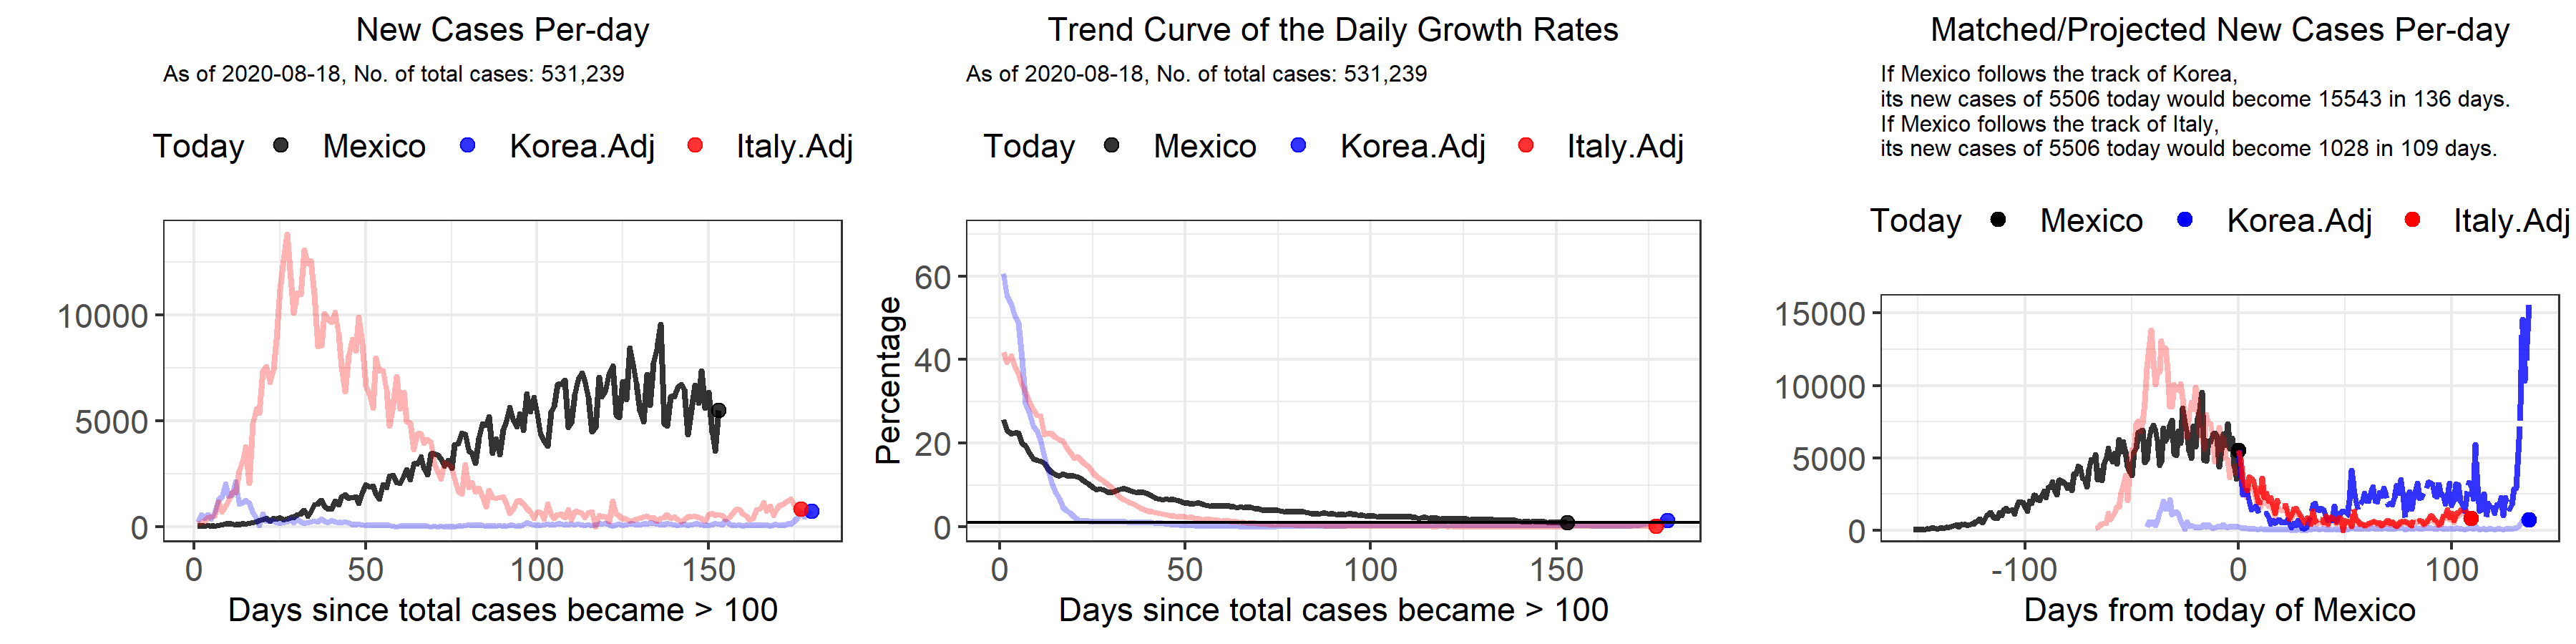 New Cases Per-day
As of 2020-08-18, No. of total cases: 531,239
Today Mexico Korea.Adj Italy.Adj
10000
5000
0
0 50 100 150
Days since total cases became > 100
Trend Curve of the Daily Growth Rates
As of 2020-08-18, No. of total cases: 531,239
Today Mexico Korea.Adj Italy.Adj
Percentage
60
40
20
0
0 50 100 150
Days since total cases became > 100
Matched/Projected New Cases Per-day
If Mexico follows the track of Korea,
its new cases of 5506 today would become 15543 in 136 days.
If Mexico follows the track of Italy,
its new cases of 5506 today would become 1028 in 109 days.
Today Mexico Korea.Adj Italy.Adj
15000
10000
5000
0
-100 0 100
Days from today of Mexico